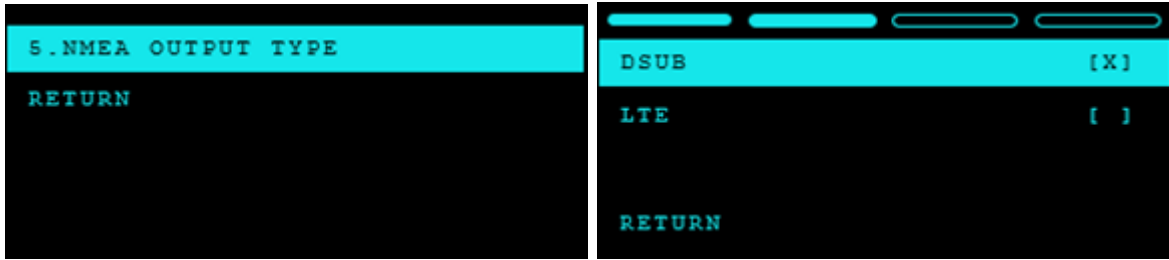 5.NMEA OUTPUT TYPE
RETURN
DSUB [X]
LTE [ ]
RETURN